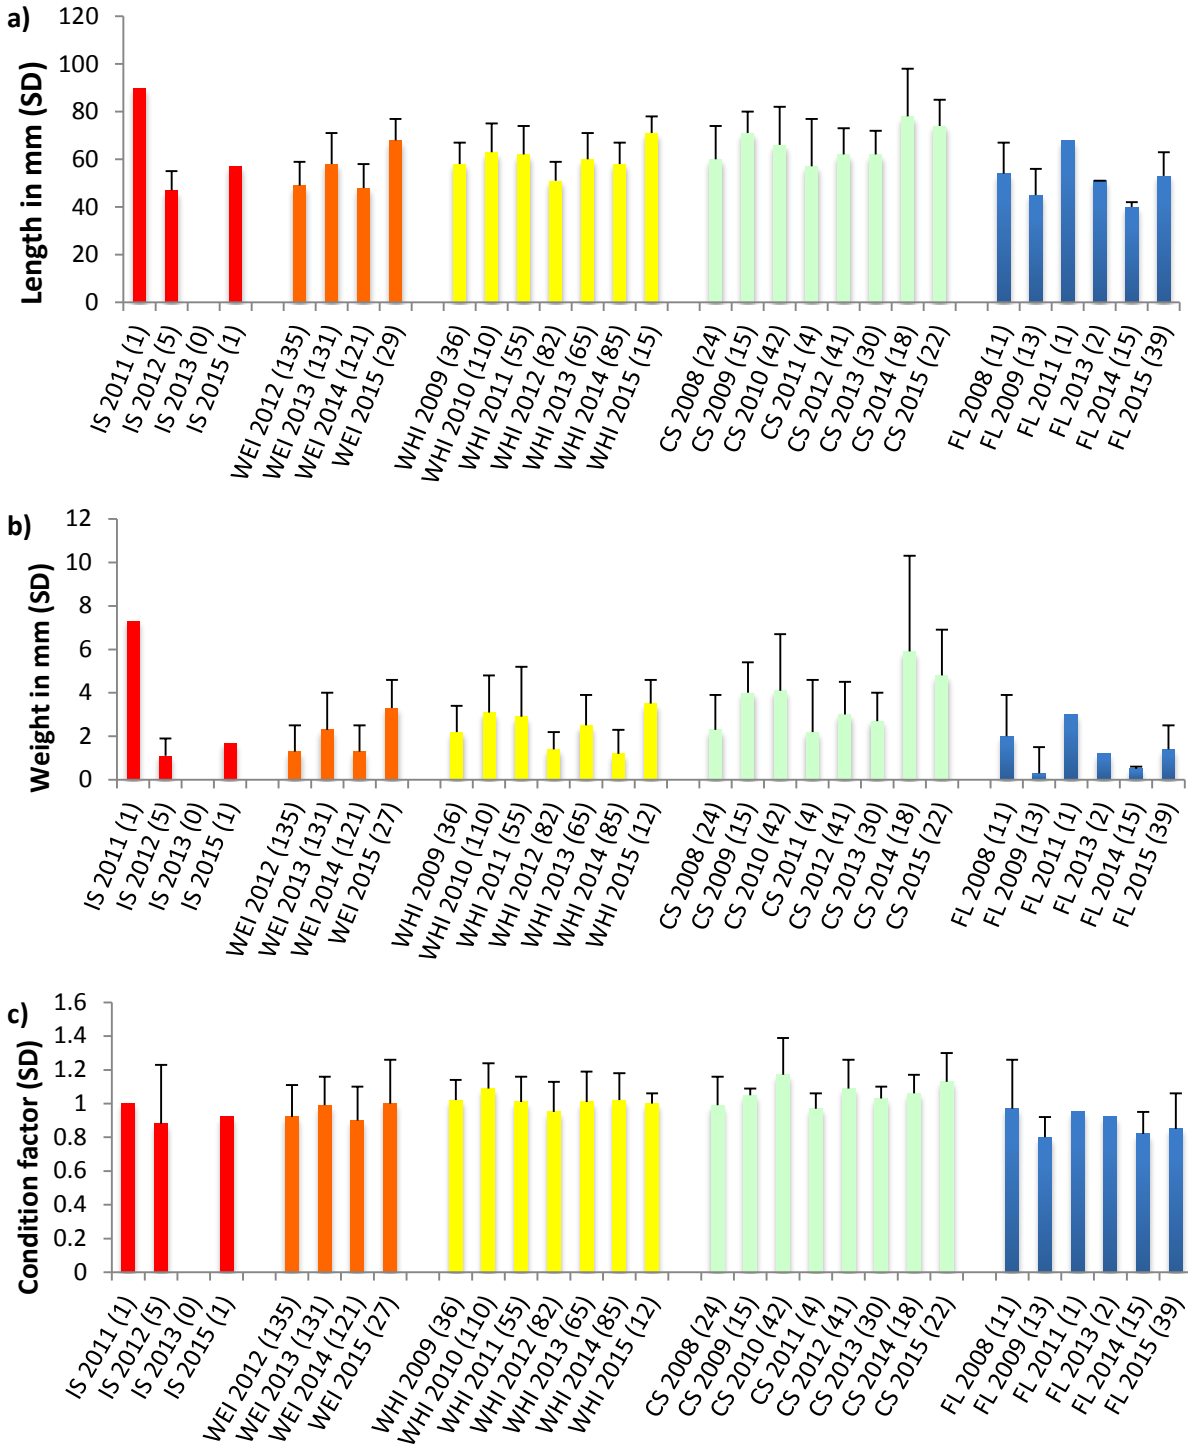 a)
Length in mm (SD)
120
100
80
60
40
20
0
IS 2011 (1)
IS 2012 (5)
IS 2013 (0)
IS 2015 (1)
WEI 2012 (135)
WEI 2013 (131)
WEI 2014 (121)
WEI 2015 (29)
WHI 2009 (36)
WHI 2010 (110)
WHI 2011 (55)
WHI 2012 (82)
WHI 2013 (65)
WHI 2014 (85)
WHI 2015 (15)
CS 2008 (24)
CS 2009 (15)
CS 2010 (42)
CS 2011 (4)
CS 2012 (41)
CS 2013 (30)
CS 2014 (18)
CS 2015 (22)
FL 2008 (11)
FL 2009 (13)
FL 2011 (1)
FL 2013 (2)
FL 2014 (15)
FL 2015 (39)
b)
Weight in mm (SD)
12
10
8
6
4
2
0
IS 2011 (1)
IS 2012 (5)
IS 2013 (0)
IS 2015 (1)
WEI 2012 (135)
WEI 2013 (131)
WEI 2014 (121)
WEI 2015 (27)
WHI 2009 (36)
WHI 2010 (110)
WHI 2011 (55)
WHI 2012 (82)
WHI 2013 (65)
WHI 2014 (85)
WHI 2015 (12)
CS 2008 (24)
CS 2009 (15)
CS 2010 (42)
CS 2011 (4)
CS 2012 (41)
CS 2013 (30)
CS 2014 (18)
CS 2015 (22)
FL 2008 (11)
FL 2009 (13)
FL 2011 (1)
FL 2013 (2)
FL 2014 (15)
FL 2015 (39)
c)
Condition factor (SD)
1.6
1.4
1.2
1
0.8
0.6
0.4
0.2
0
IS 2011 (1)
IS 2012 (5)
IS 2013 (0)
IS 2015 (1)
WEI 2012 (135)
WEI 2013 (131)
WEI 2014 (121)
WEI 2015 (27)
WHI 2009 (36)
WHI 2010 (110)
WHI 2011 (55)
WHI 2012 (82)
WHI 2013 (65)
WHI 2014 (85)
WHI 2015 (12)
CS 2008 (24)
CS 2009 (15)
CS 2010 (42)
CS 2011 (4)
CS 2012 (41)
CS 2013 (30)
CS 2014 (18)
CS 2015 (22)
FL 2008 (11)
FL 2009 (13)
FL 2011 (1)
FL 2013 (2)
FL 2014 (15)
FL 2015 (39)